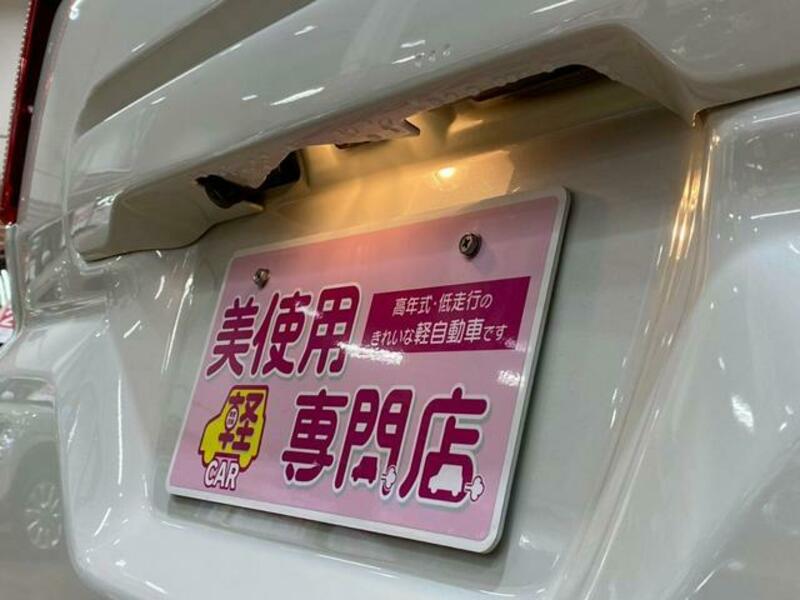 美使用
高年式・低走行の
きれいな軽自動車です
軽
CAR
専門店